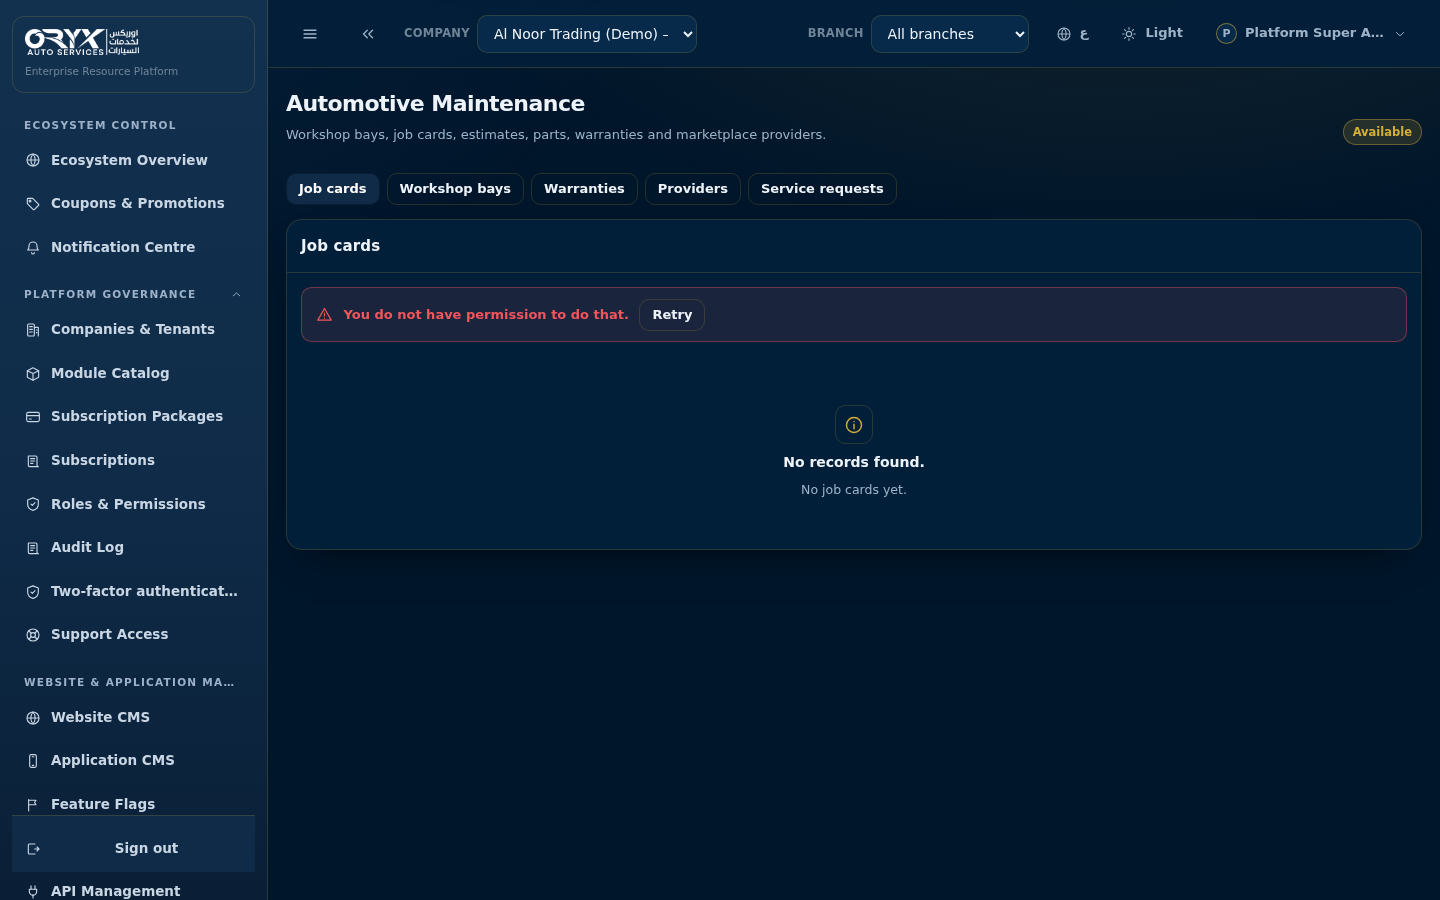 ORYX
AUTO SERVICES
اوريكس
لخدمات
السيارات
Enterprise Resource Platform
ECOSYSTEM CONTROL
Ecosystem Overview
Coupons & Promotions
Notification Centre
PLATFORM GOVERNANCE
Companies & Tenants
Module Catalog
Subscription Packages
Subscriptions
Roles & Permissions
Audit Log
Two-factor authenticat…
Support Access
WEBSITE & APPLICATION MA…
Website CMS
Application CMS
Feature Flags
Sign out
API Management
COMPANY
Al Noor Trading (Demo) –
BRANCH
All branches
ع
Light
P
Platform Super A…
Automotive Maintenance
Workshop bays, job cards, estimates, parts, warranties and marketplace providers.
Available
Job cards
Workshop bays
Warranties
Providers
Service requests
Job cards
You do not have permission to do that.
Retry
No records found.
No job cards yet.